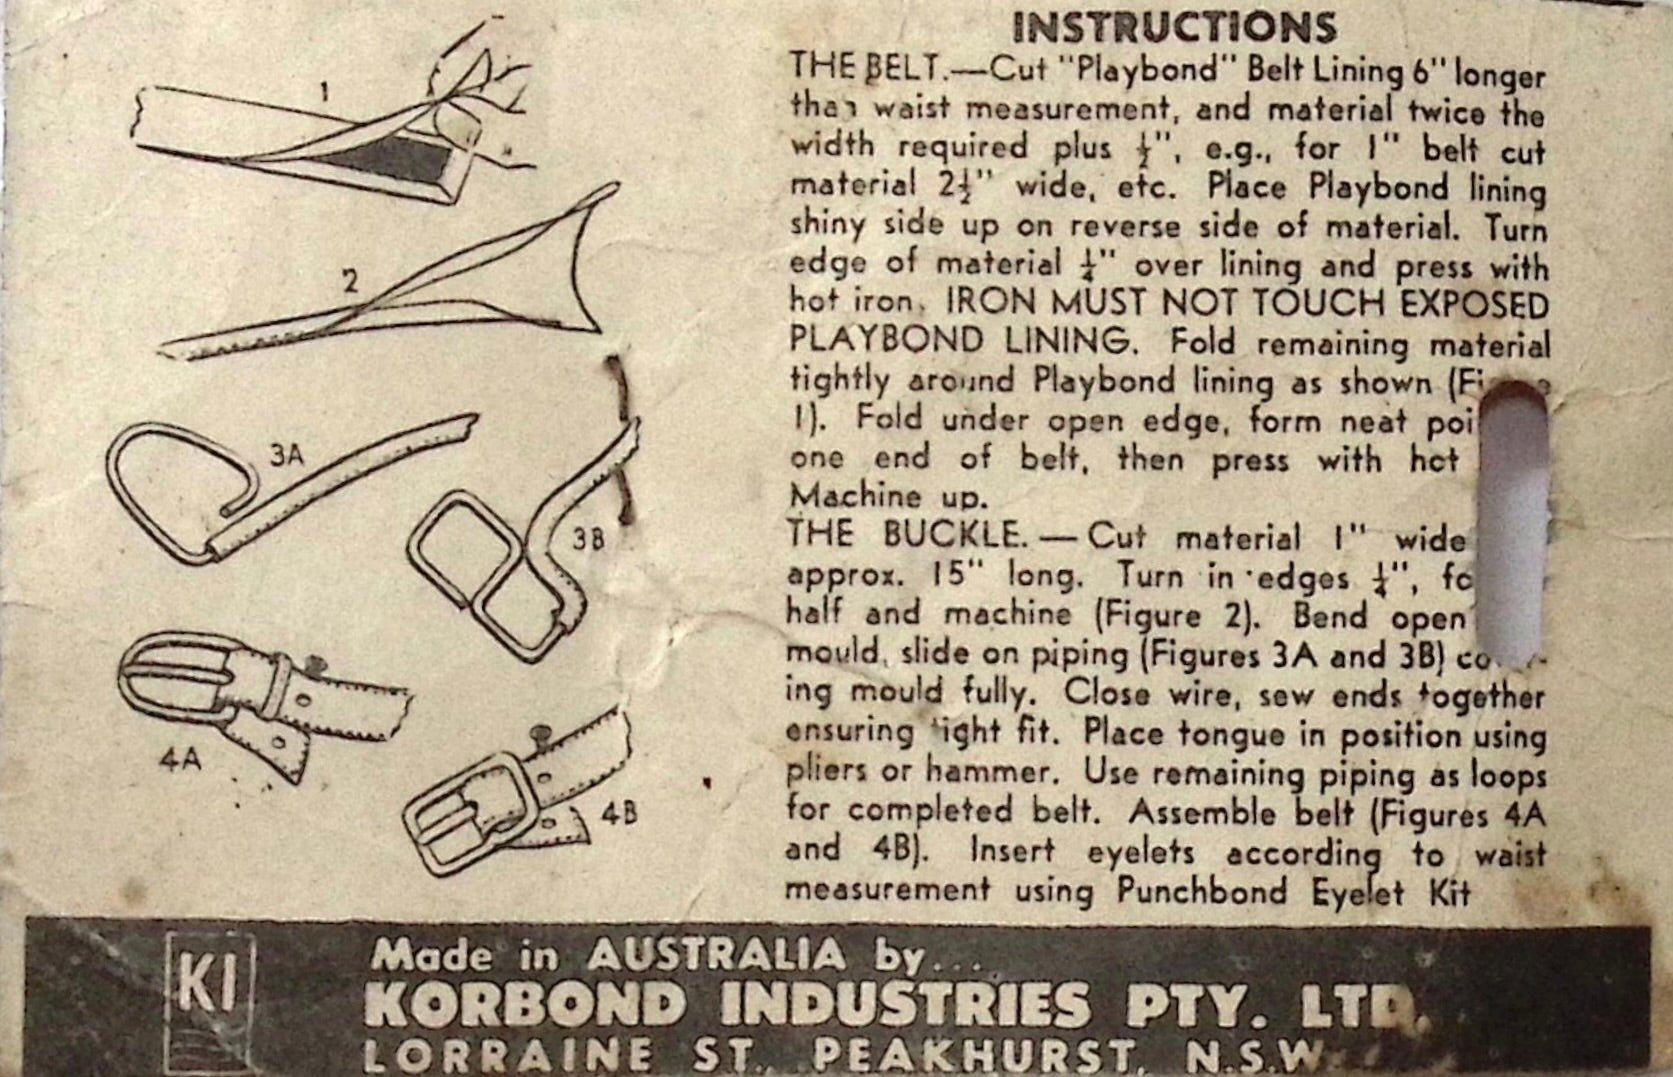 INSTRUCTIONS
THE BELT.—Cut "Playbond" Belt Lining 6" longer
than waist measurement, and material twice the
width required plus ½", e.g., for 1" belt cut
material 2½" wide, etc. Place Playbond lining
shiny side up on reverse side of material. Turn
edge of material ¼" over lining and press with
hot iron. IRON MUST NOT TOUCH EXPOSED
PLAYBOND LINING. Fold remaining material
tightly around Playbond lining as shown (Figure
1). Fold under open edge, form neat poi
one end of belt, then press with hot
Machine up.
THE BUCKLE. — Cut material 1" wide
approx. 15" long. Turn in edges ¼", fo
half and machine (Figure 2). Bend open
mould, slide on piping (Figures 3A and 3B) cover-
ing mould fully. Close wire, sew ends together
ensuring tight fit. Place tongue in position using
pliers or hammer. Use remaining piping as loops
for completed belt. Assemble belt (Figures 4A
and 4B). Insert eyelets according to waist
measurement using Punchbond Eyelet Kit
1
2
3A
3B
4A
4B
KI
Made in AUSTRALIA by...
KORBOND INDUSTRIES PTY. LTD.
LORRAINE ST., PEAKHURST, N.S.W.